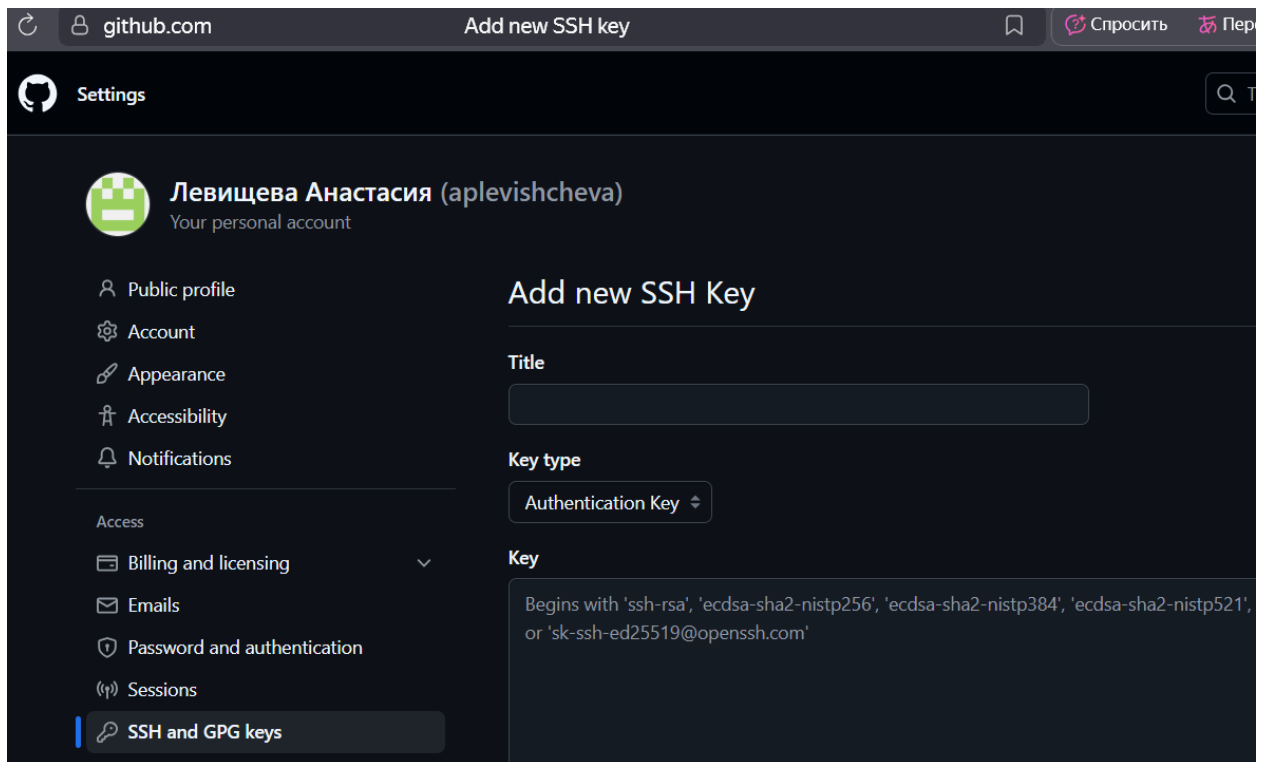 github.com Add new SSH key Спросить
Settings
Левищева Анастасия (aplevishcheva)
Your personal account
Public profile
Account
Appearance
Accessibility
Notifications
Access
Billing and licensing
Emails
Password and authentication
Sessions
SSH and GPG keys
Add new SSH Key
Title
Key type
Authentication Key
Key
Begins with 'ssh-rsa', 'ecdsa-sha2-nistp256', 'ecdsa-sha2-nistp384', 'ecdsa-sha2-nistp521',
or 'sk-ssh-ed25519@openssh.com'